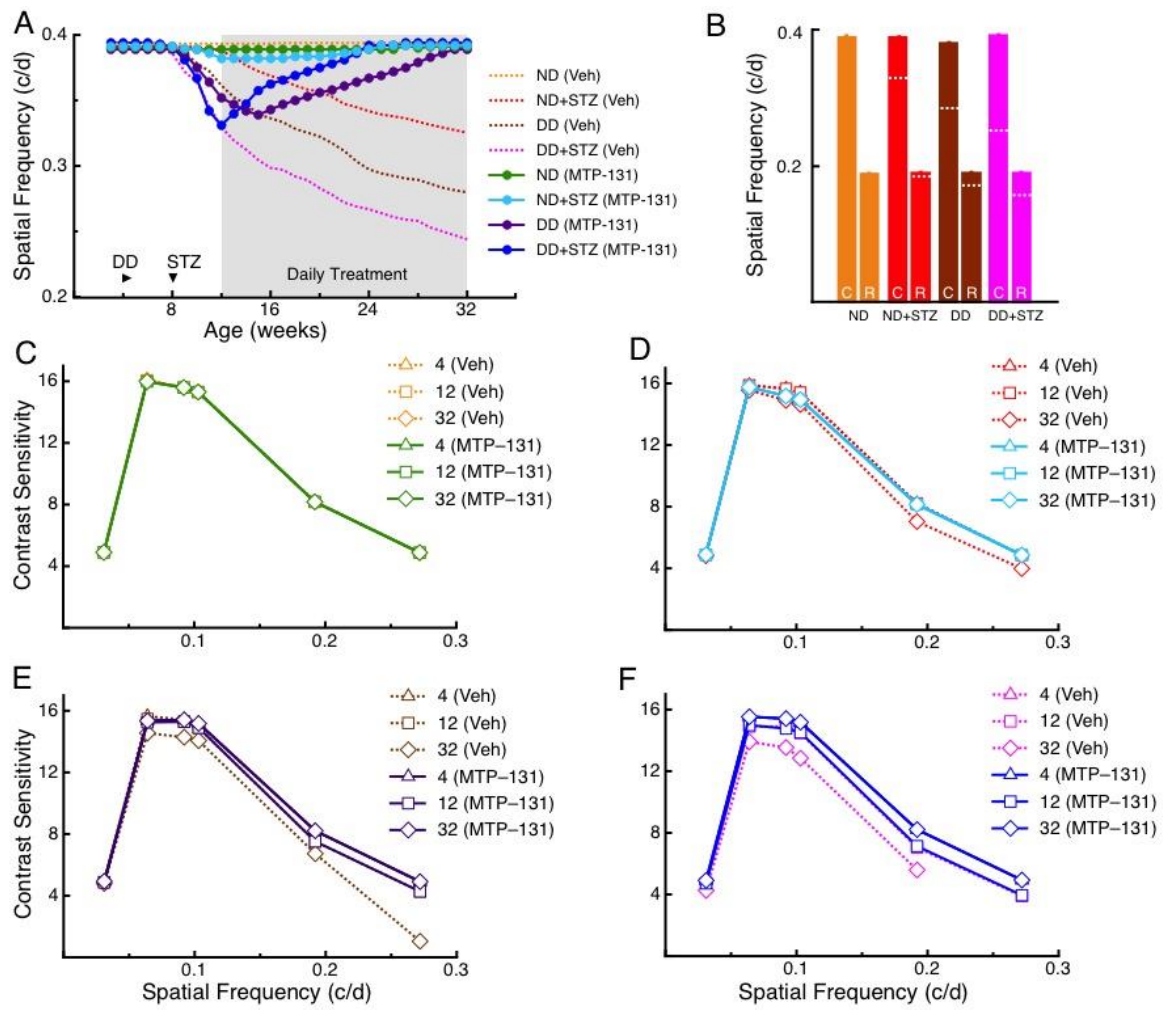 A
Spatial Frequency (c/d)
0.4
0.3
0.2
DD
STZ
Daily Treatment
8
16
24
32
Age (weeks)
ND (Veh)
ND+STZ (Veh)
DD (Veh)
DD+STZ (Veh)
ND (MTP-131)
ND+STZ (MTP-131)
DD (MTP-131)
DD+STZ (MTP-131)
B
Spatial Frequency (c/d)
0.4
0.2
C R C R C R C R
ND ND+STZ DD DD+STZ
C
Contrast Sensitivity
16
12
8
4
0.1 0.2 0.3
4 (Veh)
12 (Veh)
32 (Veh)
4 (MTP–131)
12 (MTP–131)
32 (MTP–131)
D
16
12
8
4
0.1 0.2 0.3
4 (Veh)
12 (Veh)
32 (Veh)
4 (MTP–131)
12 (MTP–131)
32 (MTP–131)
E
Contrast Sensitivity
16
12
8
4
0.1 0.2 0.3
Spatial Frequency (c/d)
4 (Veh)
12 (Veh)
32 (Veh)
4 (MTP–131)
12 (MTP–131)
32 (MTP–131)
F
16
12
8
4
0.1 0.2 0.3
Spatial Frequency (c/d)
4 (Veh)
12 (Veh)
32 (Veh)
4 (MTP–131)
12 (MTP–131)
32 (MTP–131)